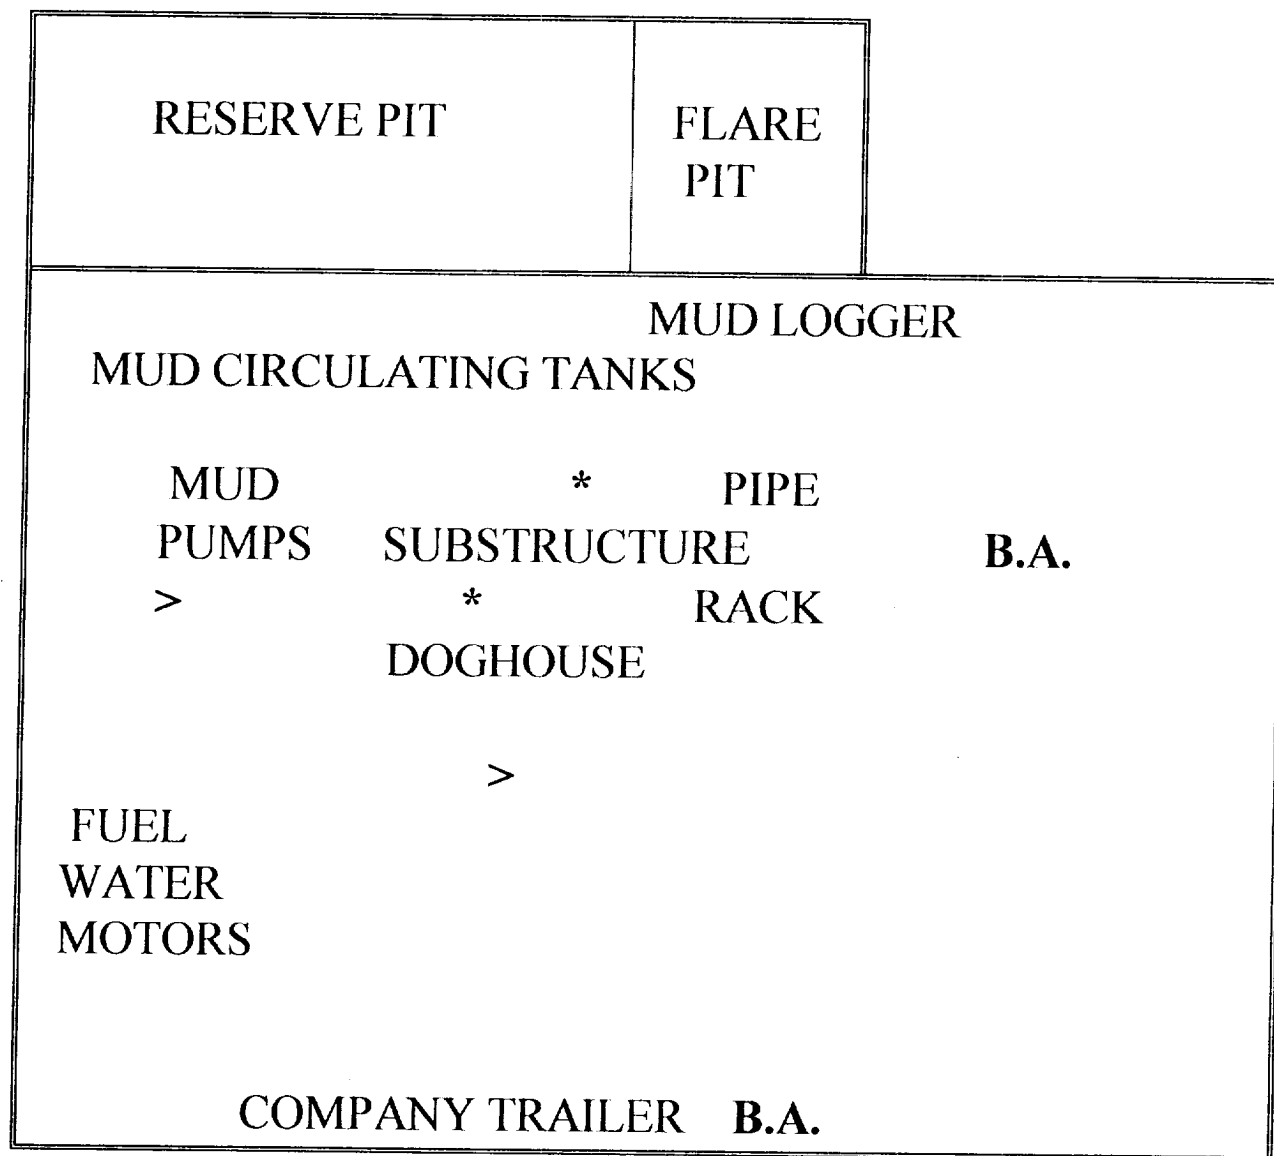 RESERVE PIT FLARE
PIT
MUD LOGGER
MUD CIRCULATING TANKS
MUD * PIPE
PUMPS SUBSTRUCTURE B.A.
> * RACK
DOGHOUSE
>
FUEL
WATER
MOTORS
COMPANY TRAILER B.A.